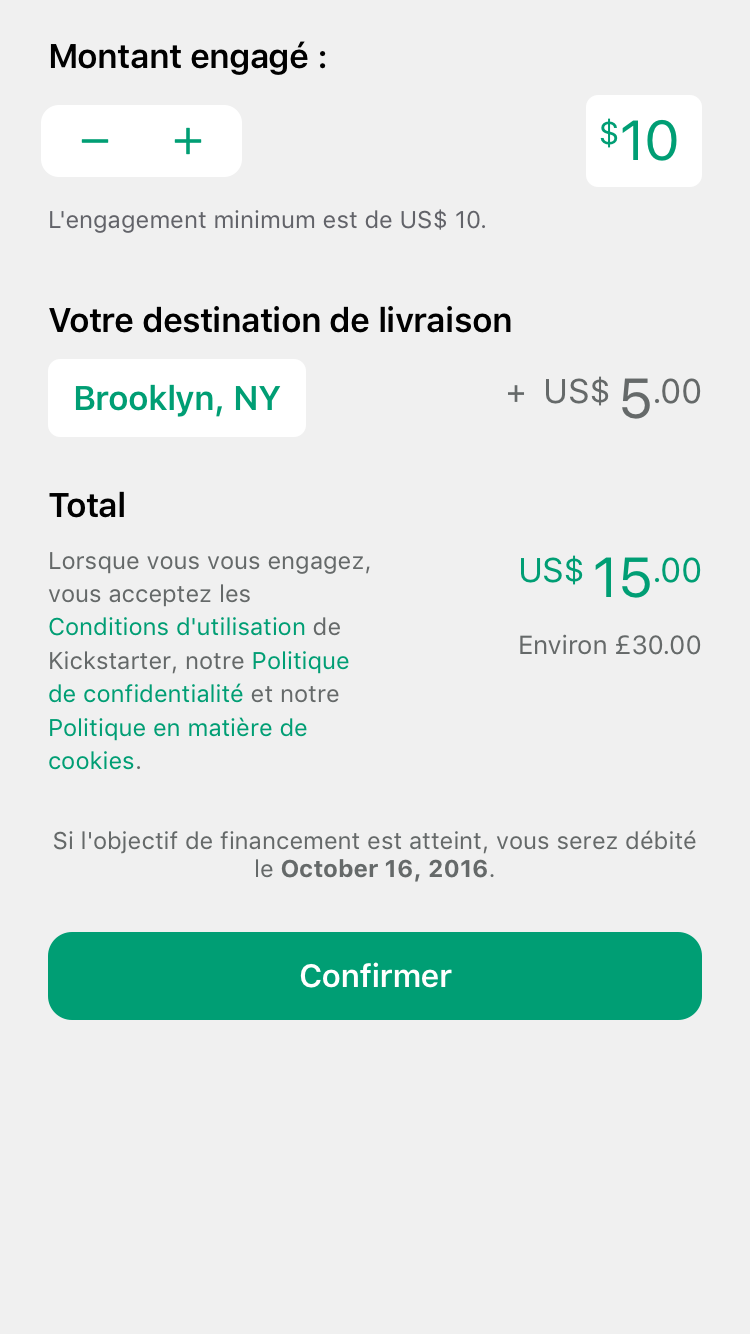 Montant engagé :
− +
$10
L'engagement minimum est de US$ 10.
Votre destination de livraison
Brooklyn, NY
+ US$ 5.00
Total
Lorsque vous vous engagez,
vous acceptez les
Conditions d'utilisation de
Kickstarter, notre Politique
de confidentialité et notre
Politique en matière de
cookies.
US$ 15.00
Environ £30.00
Si l'objectif de financement est atteint, vous serez débité
le October 16, 2016.
Confirmer